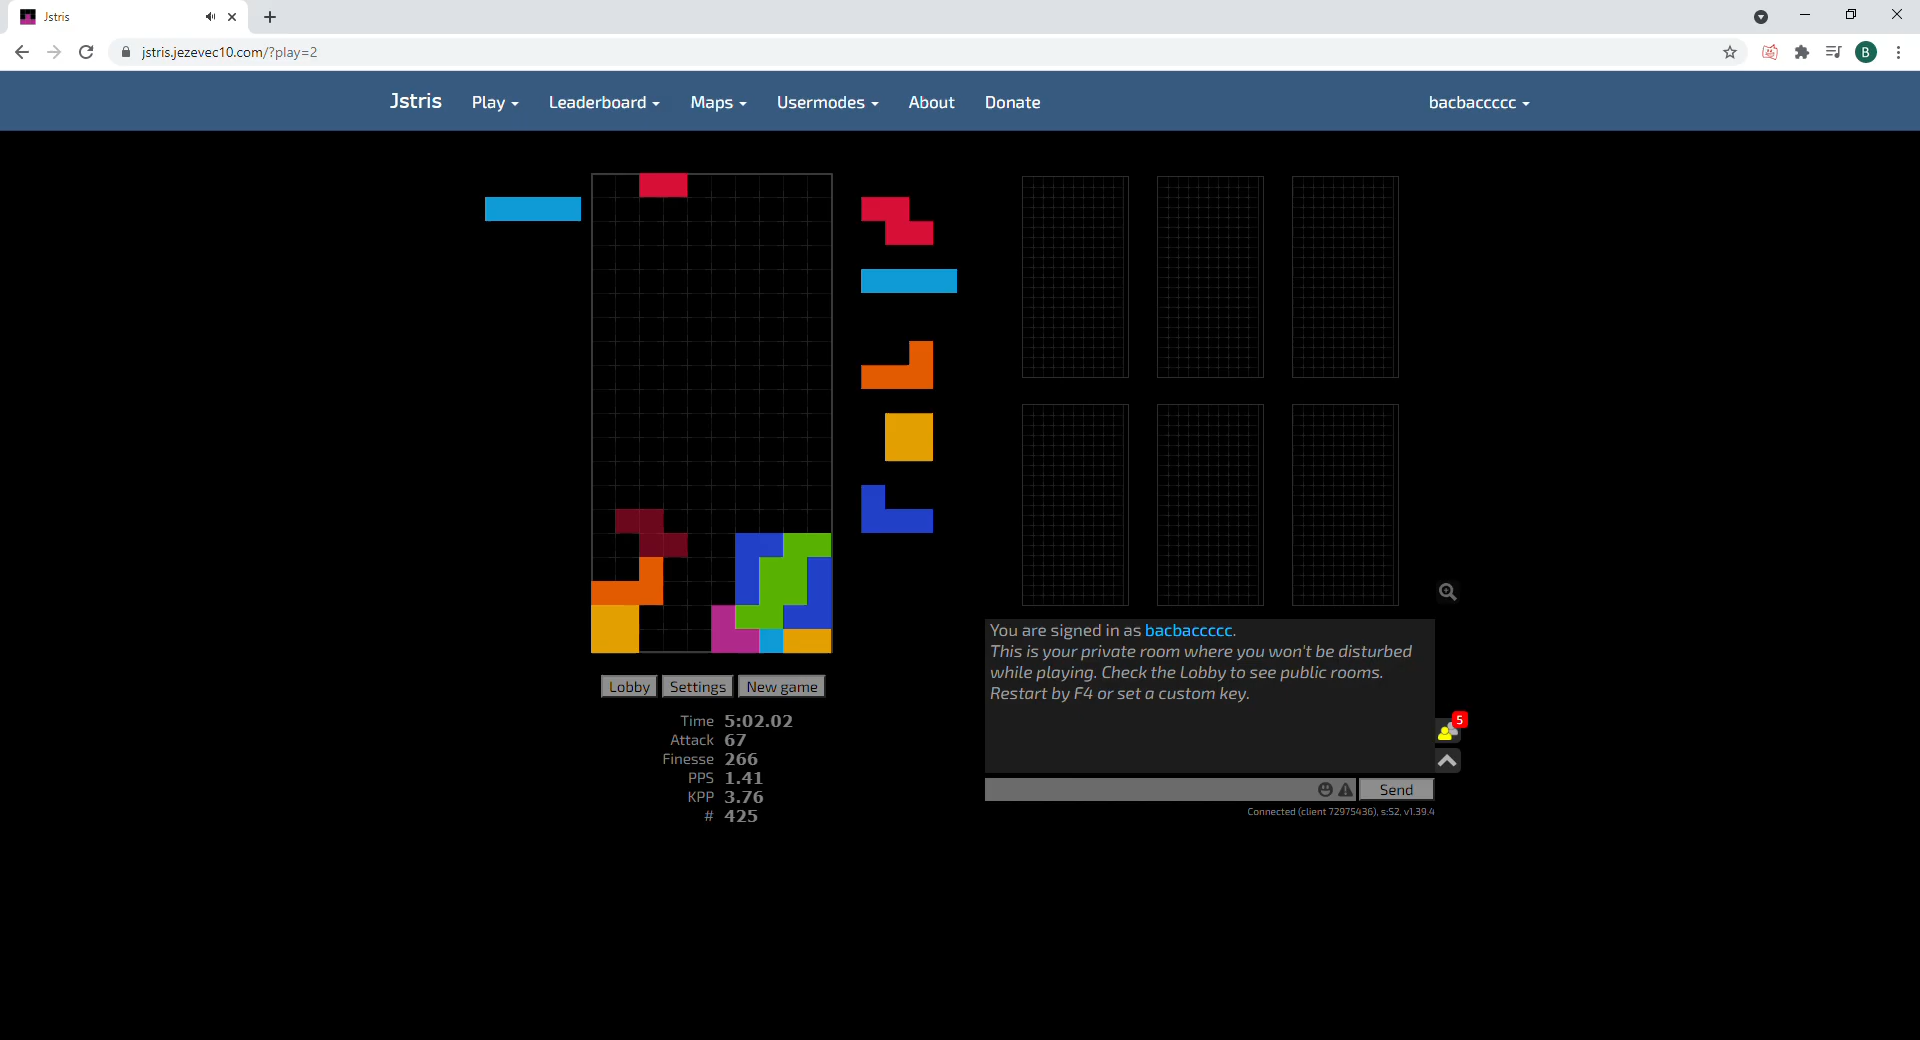 Jstris
jstris.jezevec10.com/?play=2
B
Jstris Play Leaderboard Maps Usermodes About Donate bacbaccccc
Lobby Settings New game
Time 5:02.02
Attack 67
Finesse 266
PPS 1.41
KPP 3.76
# 425
You are signed in as bacbaccccc.
This is your private room where you won't be disturbed
while playing. Check the Lobby to see public rooms.
Restart by F4 or set a custom key.
5
Send
Connected (client 72975436), s:52, v1.39.4